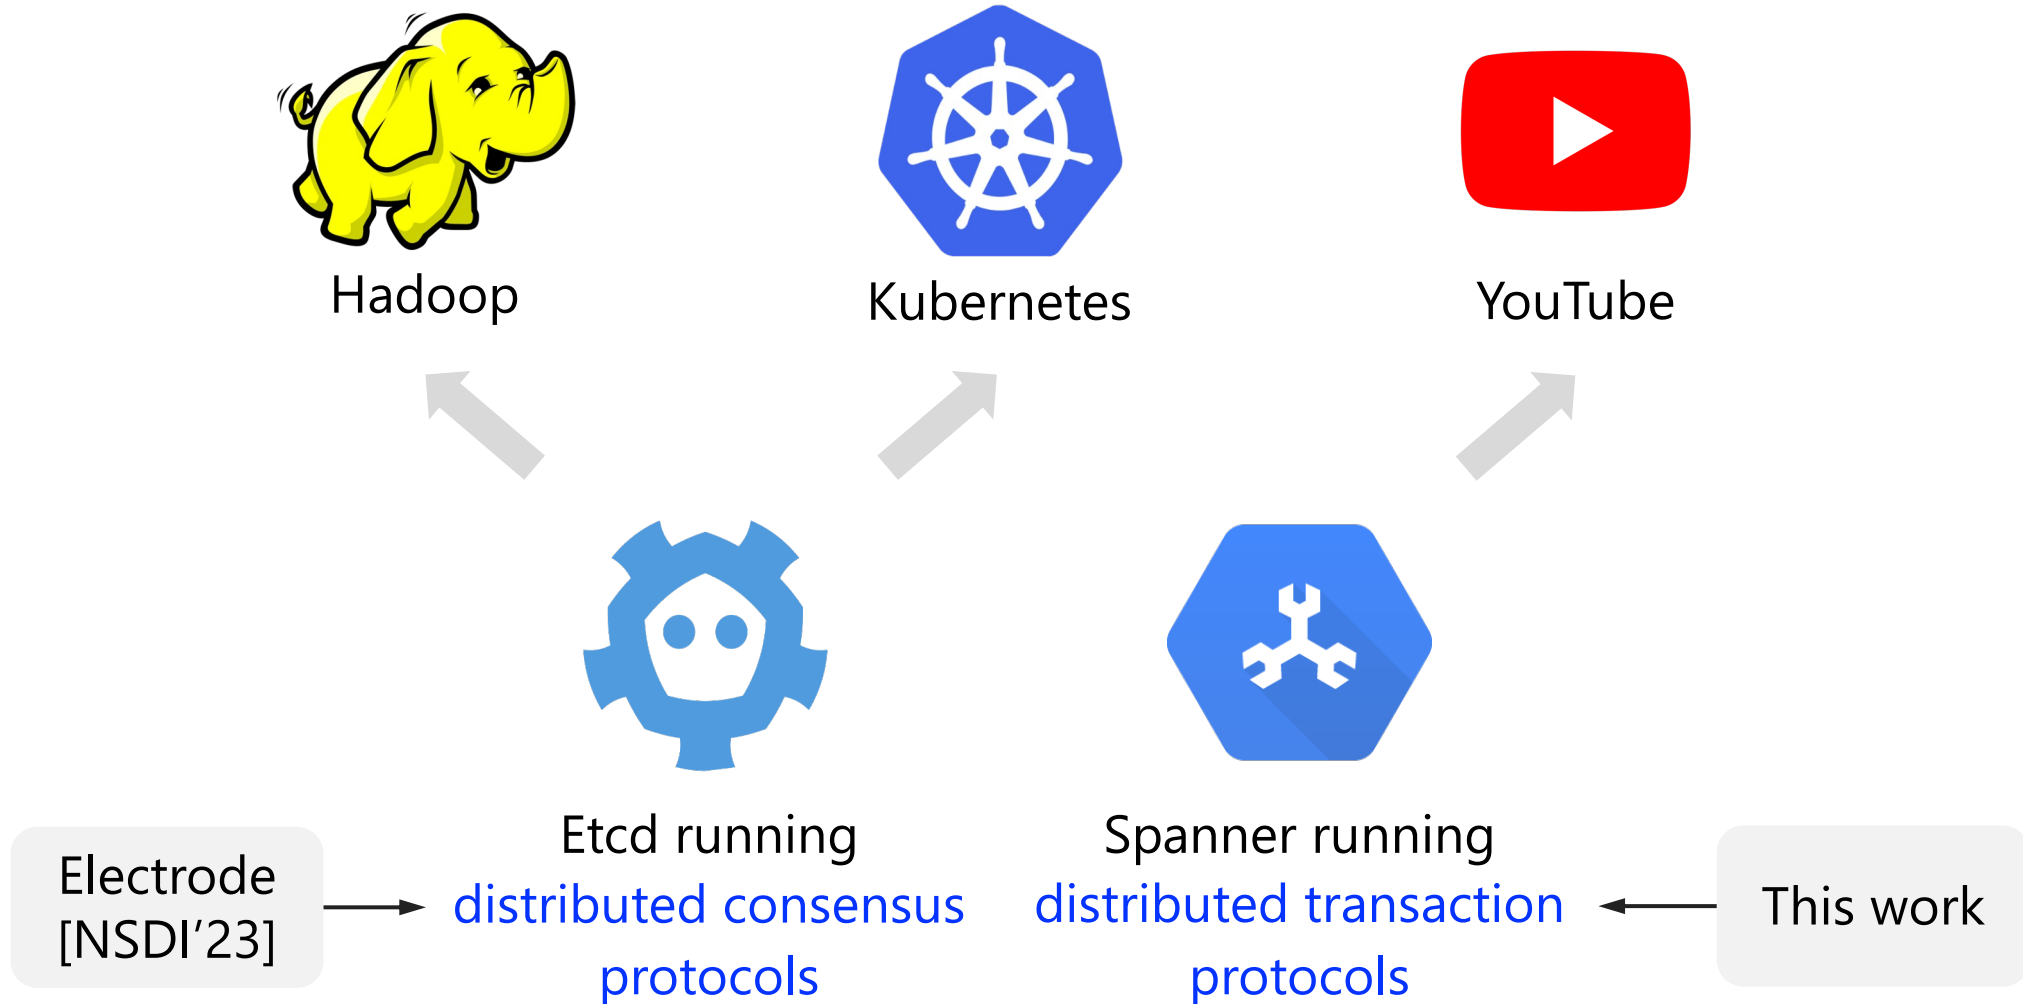 Hadoop
Kubernetes
YouTube
Etcd running
distributed consensus
protocols
Spanner running
distributed transaction
protocols
Electrode
[NSDI’23]
This work